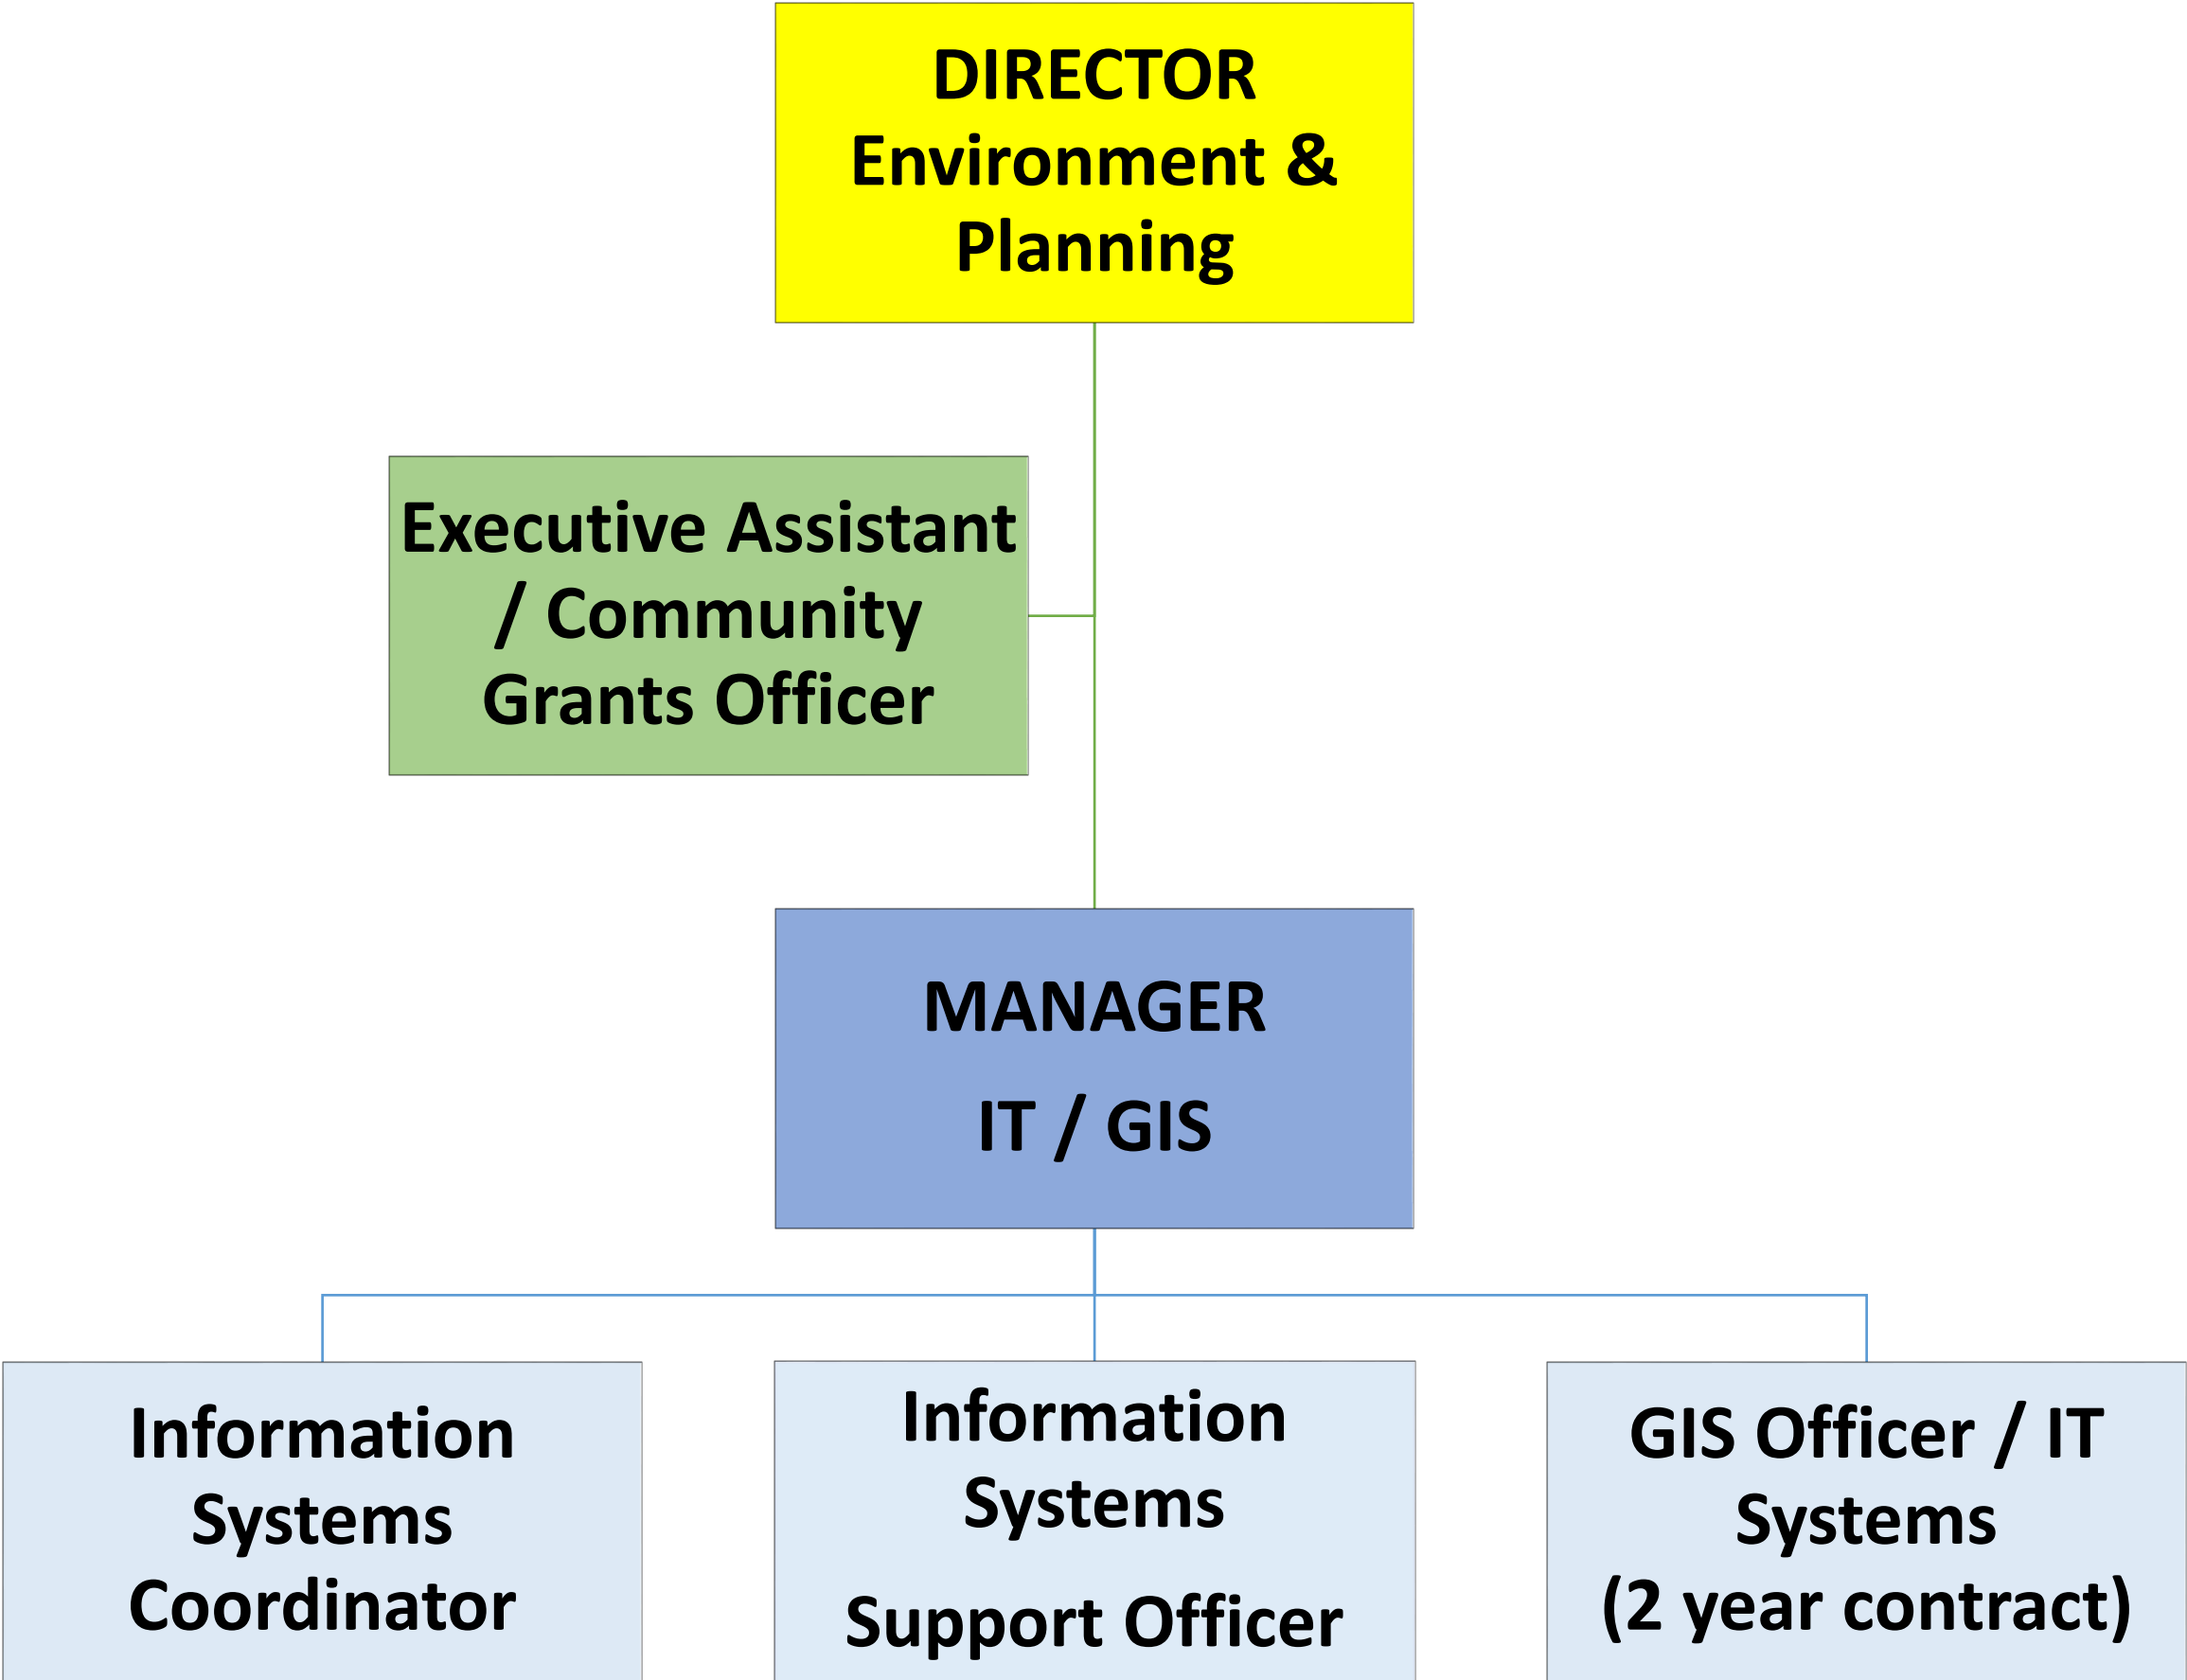 DIRECTOR
Environment &
Planning
Executive Assistant
/ Community
Grants Officer
MANAGER
IT / GIS
Information
Systems
Coordinator
Information
Systems
Support Officer
GIS Officer / IT
Systems
(2 year contract)